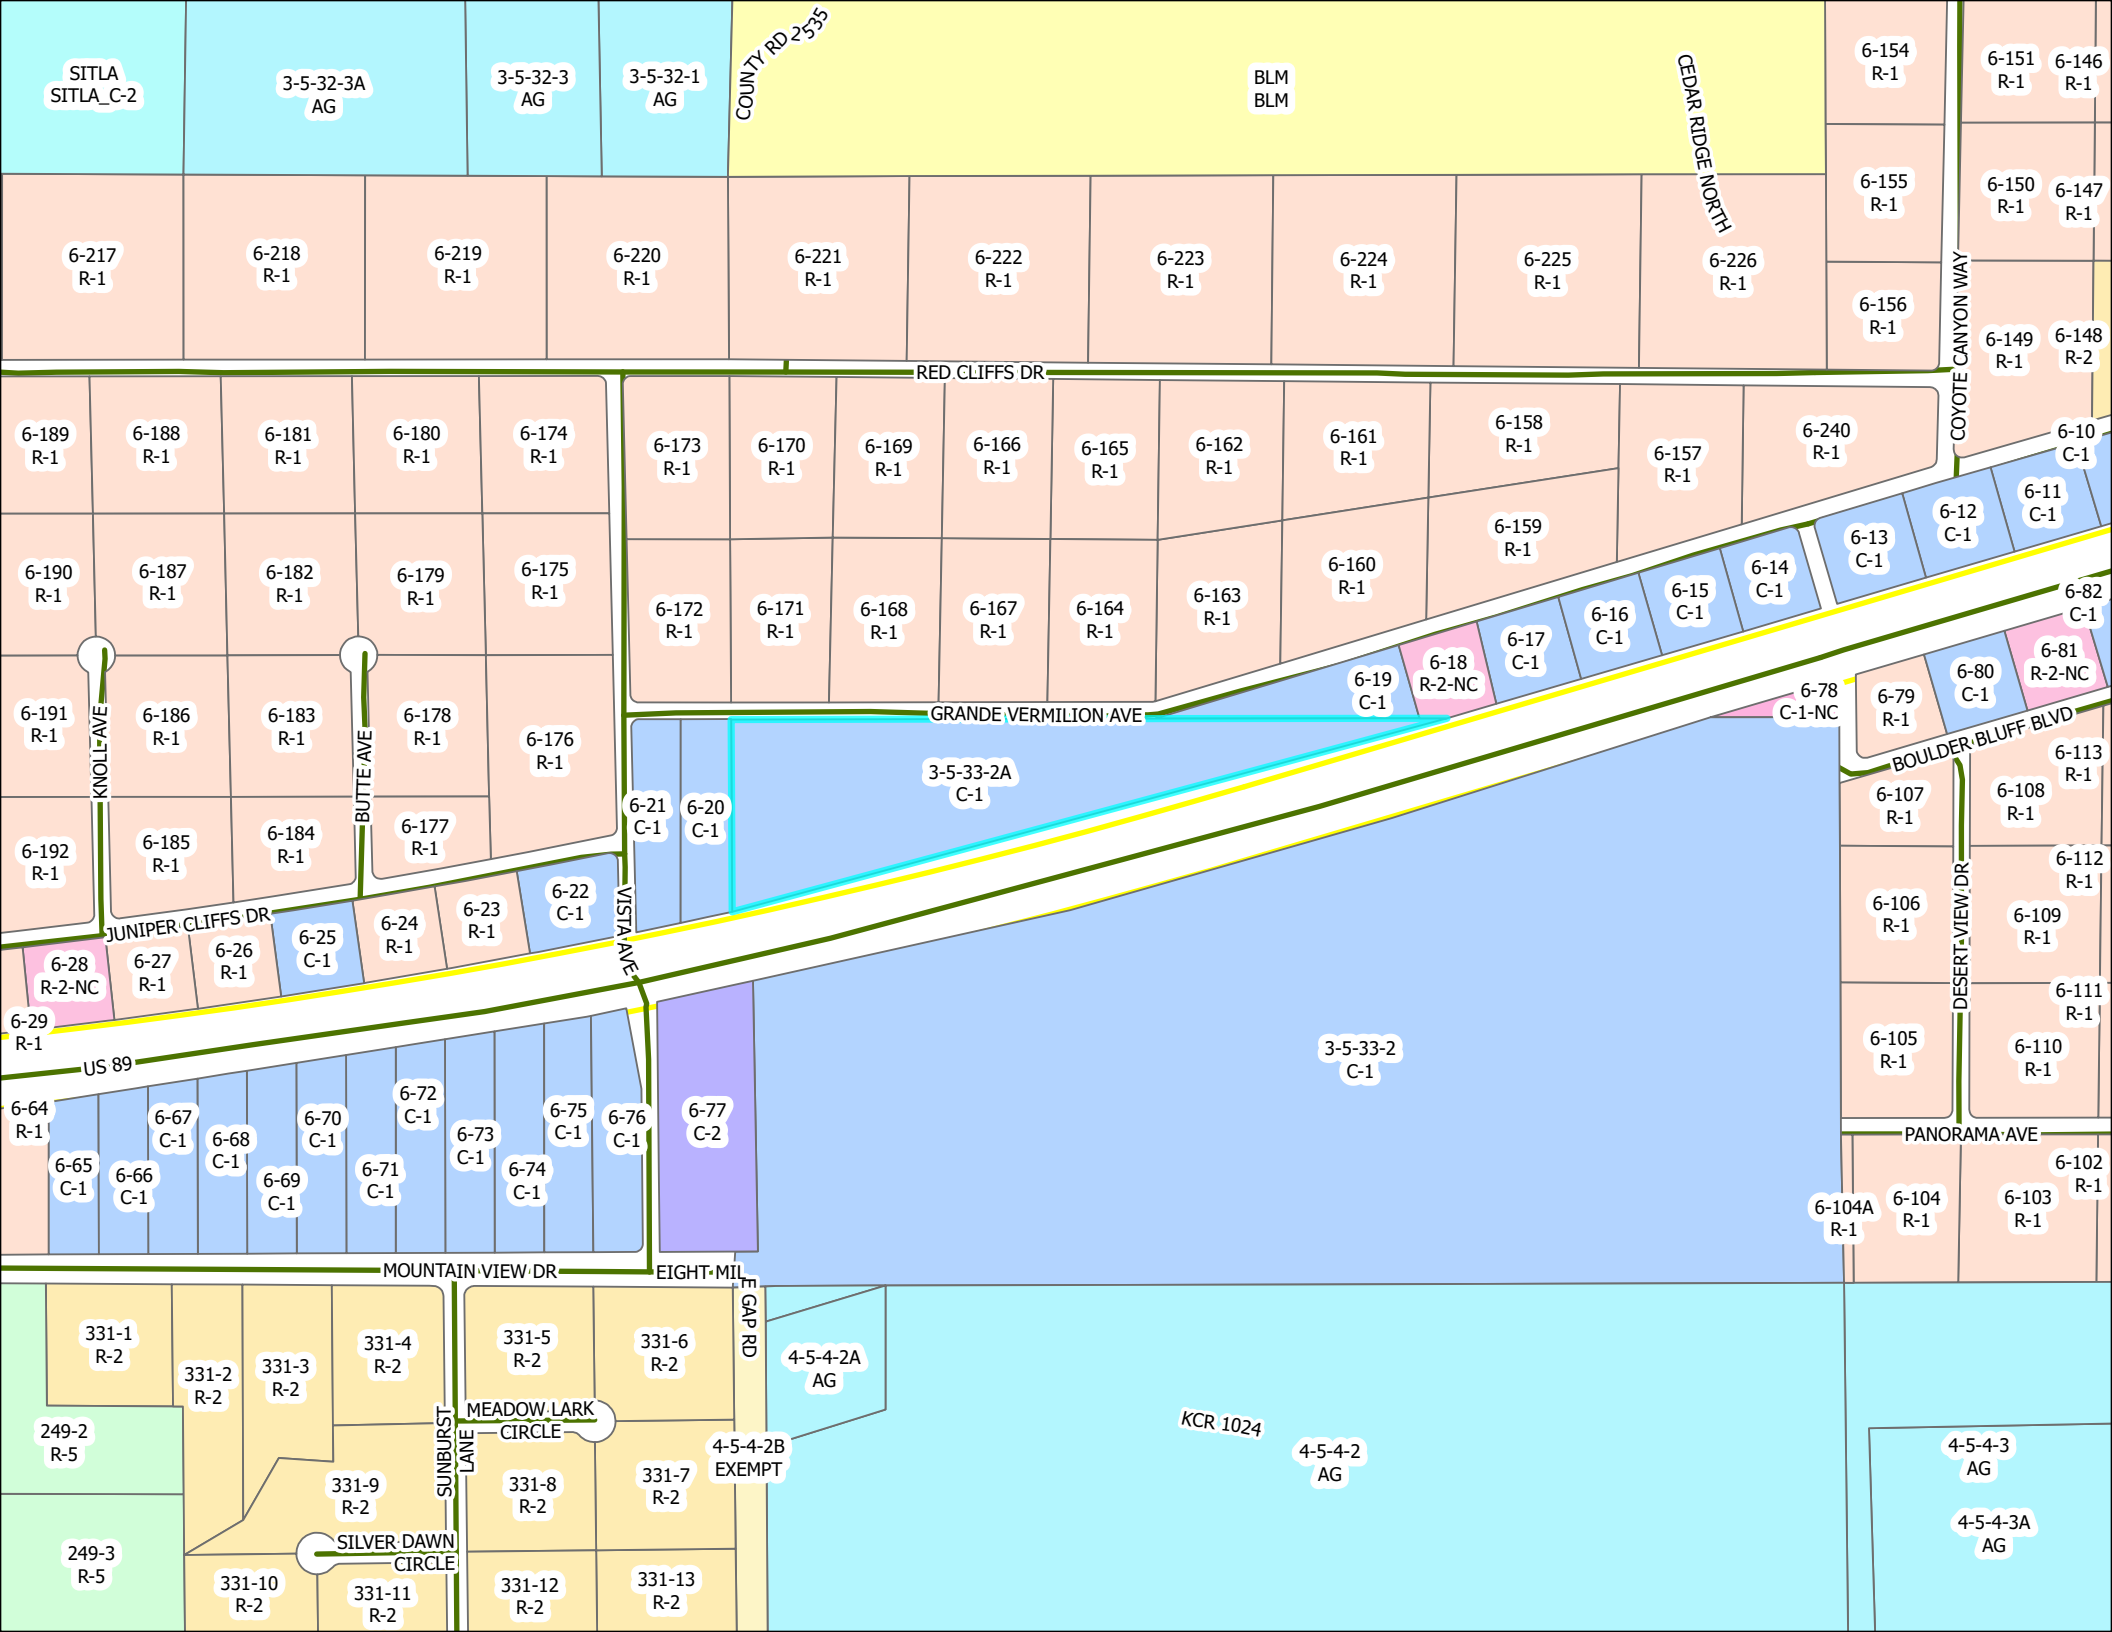 SITLA
SITLA_C-2
3-5-32-3A
AG
3-5-32-3
AG
3-5-32-1
AG
COUNTY RD 2535
BLM
BLM
CEDAR RIDGE NORTH
6-154
R-1
6-151
R-1
6-146
R-1
6-155
R-1
6-150
R-1
6-147
R-1
6-217
R-1
6-218
R-1
6-219
R-1
6-220
R-1
6-221
R-1
6-222
R-1
6-223
R-1
6-224
R-1
6-225
R-1
6-226
R-1
6-156
R-1
COYOTE CANYON WAY
6-149
R-1
6-148
R-2
RED CLIFFS DR
6-189
R-1
6-188
R-1
6-181
R-1
6-180
R-1
6-174
R-1
6-173
R-1
6-170
R-1
6-169
R-1
6-166
R-1
6-165
R-1
6-162
R-1
6-161
R-1
6-158
R-1
6-157
R-1
6-240
R-1
6-10
C-1
6-190
R-1
6-187
R-1
6-182
R-1
6-179
R-1
6-175
R-1
6-172
R-1
6-171
R-1
6-168
R-1
6-167
R-1
6-164
R-1
6-163
R-1
6-160
R-1
6-159
R-1
6-13
C-1
6-12
C-1
6-11
C-1
6-19
C-1
6-18
R-2-NC
6-17
C-1
6-16
C-1
6-15
C-1
6-14
C-1
6-82
C-1
6-191
R-1
KNOLL AVE
6-186
R-1
6-183
R-1
BUTTE AVE
6-178
R-1
6-176
R-1
GRANDE VERMILION AVE
6-78
C-1-NC
6-79
R-1
6-80
C-1
6-81
R-2-NC
BOULDER BLUFF BLVD
6-192
R-1
6-185
R-1
6-184
R-1
6-177
R-1
6-21
C-1
6-20
C-1
3-5-33-2A
C-1
6-107
R-1
6-108
R-1
6-113
R-1
JUNIPER CLIFFS DR
6-28
R-2-NC
6-27
R-1
6-26
R-1
6-25
C-1
6-24
R-1
6-23
R-1
6-22
C-1
VISTA AVE
6-106
R-1
DESERT VIEW DR
6-109
R-1
6-112
R-1
6-29
R-1
US 89
3-5-33-2
C-1
6-105
R-1
6-110
R-1
6-111
R-1
6-64
R-1
6-65
C-1
6-66
C-1
6-67
C-1
6-68
C-1
6-69
C-1
6-70
C-1
6-71
C-1
6-72
C-1
6-73
C-1
6-74
C-1
6-75
C-1
6-76
C-1
6-77
C-2
PANORAMA AVE
6-104A
R-1
6-104
R-1
6-103
R-1
6-102
R-1
MOUNTAIN VIEW DR
EIGHT MILE GAP RD
331-1
R-2
331-2
R-2
331-3
R-2
331-4
R-2
331-5
R-2
331-6
R-2
4-5-4-2A
AG
249-2
R-5
SUNBURST
LANE
MEADOW LARK
CIRCLE
4-5-4-2B
EXEMPT
KCR 1024
4-5-4-2
AG
4-5-4-3
AG
331-9
R-2
331-8
R-2
331-7
R-2
249-3
R-5
SILVER DAWN
CIRCLE
4-5-4-3A
AG
331-10
R-2
331-11
R-2
331-12
R-2
331-13
R-2